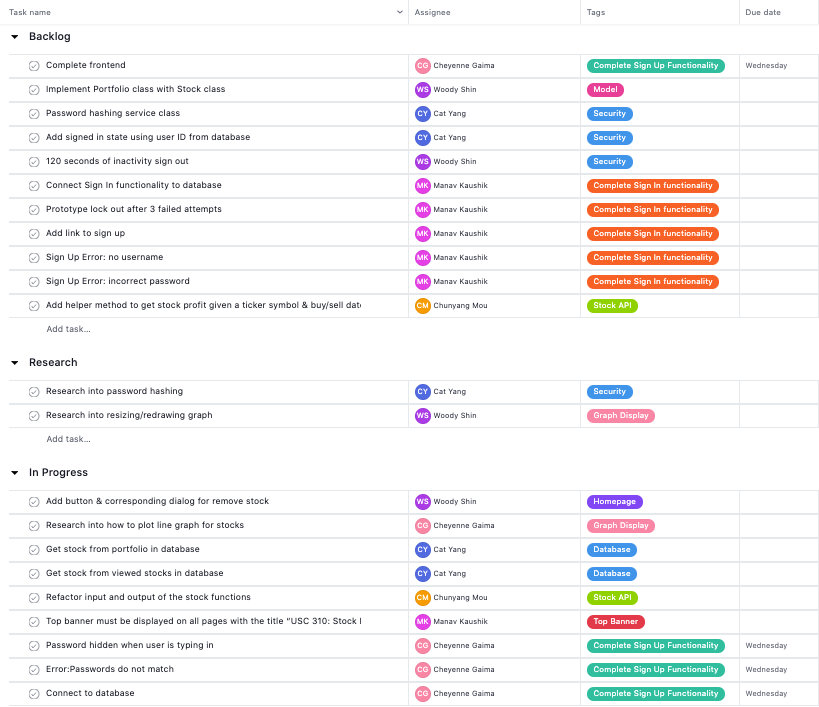 Task name Assignee Tags Due date
Backlog
Complete frontend CG Cheyenne Gaima Complete Sign Up Functionality Wednesday
Implement Portfolio class with Stock class WS Woody Shin Model
Password hashing service class CY Cat Yang Security
Add signed in state using user ID from database CY Cat Yang Security
120 seconds of inactivity sign out WS Woody Shin Security
Connect Sign In functionality to database MK Manav Kaushik Complete Sign In functionality
Prototype lock out after 3 failed attempts MK Manav Kaushik Complete Sign In functionality
Add link to sign up MK Manav Kaushik Complete Sign In functionality
Sign Up Error: no username MK Manav Kaushik Complete Sign In functionality
Sign Up Error: incorrect password MK Manav Kaushik Complete Sign In functionality
Add helper method to get stock profit given a ticker symbol & buy/sell date CM Chunyang Mou Stock API
Add task...
Research
Research into password hashing CY Cat Yang Security
Research into resizing/redrawing graph WS Woody Shin Graph Display
Add task...
In Progress
Add button & corresponding dialog for remove stock WS Woody Shin Homepage
Research into how to plot line graph for stocks CG Cheyenne Gaima Graph Display
Get stock from portfolio in database CY Cat Yang Database
Get stock from viewed stocks in database CY Cat Yang Database
Refactor input and output of the stock functions CM Chunyang Mou Stock API
Top banner must be displayed on all pages with the title “USC 310: Stock MK Manav Kaushik Top Banner
Password hidden when user is typing in CG Cheyenne Gaima Complete Sign Up Functionality Wednesday
Error:Passwords do not match CG Cheyenne Gaima Complete Sign Up Functionality Wednesday
Connect to database CG Cheyenne Gaima Complete Sign Up Functionality Wednesday